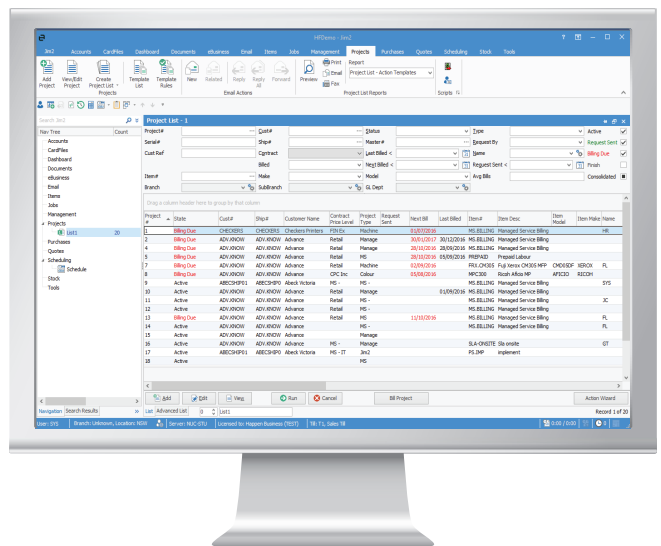 HFDemo - Jim2
Jim2 Accounts CardFiles Dashboard Documents eBusiness Email Items Jobs Management Projects Purchases Quotes Scheduling Stock Tools
Add Project View/Edit Project Create Project List Template List Template Rules New Related Reply Reply All Forward Preview Print Email Fax Report Project List - Action Templates
Projects Email Actions Project List Reports Scripts
Search Jim2
Project List - 1
Nav Tree Count
Accounts
CardFiles
Dashboard
Documents
eBusiness
Email
Items
Jobs
Management
Projects
List1 20
Purchases
Quotes
Scheduling
Schedule
Stock
Tools
Project# Cust# Status Type Active
Serial# Ship# Master# Request By Request Sent <
Cust Ref Contract Last Billed < Name Billing Due
Billed Next Billed < Request Sent < Finish
Item# Make Model Avg Bills Consolidated
Branch SubBranch GL Dept
Drag a column header here to group by that column
Project # State Cust# Ship# Customer Name Contract Price Level Project Type Request Sent Next Bill Last Billed Item# Item Desc Item Model Item Make Name
1 Billing Due CHECKERS CHECKERS Checkers Printers FIN Ex Machine 01/07/2016 MS.BILLING Managed Service Billing HR
2 Billing Due ADV.KNOW ADV.KNOW Advance Retail Manage 30/01/2017 30/12/2016 MS.BILLING Managed Service Billing
4 Billing Due ADV.KNOW ADV.KNOW Advance Retail Manage 28/10/2016 28/09/2016 MS.BILLING Managed Service Billing
5 Billing Due ADV.KNOW ADV.KNOW Advance Retail MS 28/10/2016 05/09/2016 PREPAID Prepaid Labour
7 Billing Due ADV.KNOW ADV.KNOW Advance Retail Machine 02/09/2016 FRX.CM305 Fuji Xerox CM305 MFP CMD05DF XEROX FL
8 Billing Due ADV.KNOW ADV.KNOW Advance CPC Inc Colour 05/08/2016 MPC300 Ricoh Aficio MP AFICIO RICOH
9 Active ABECSHIP01 ABECSHIP0 Abeck Victoria MS - MS MS.BILLING Managed Service Billing SYS
10 Active ADV.KNOW ADV.KNOW Advance Retail Manage 01/09/2016 MS.BILLING Managed Service Billing
11 Active ADV.KNOW ADV.KNOW Advance Retail MS - MS.BILLING Managed Service Billing JC
12 Active ADV.KNOW ADV.KNOW Advance Retail MS - MS.BILLING Managed Service Billing
13 Billing Due ADV.KNOW ADV.KNOW Advance Retail MS 11/10/2016 MS.BILLING Managed Service Billing FL
14 Active ADV.KNOW ADV.KNOW Advance Retail MS - MS.BILLING Managed Service Billing FL
15 Active ADV.KNOW ADV.KNOW Advance Retail Manage
16 Active ADV.KNOW ADV.KNOW Advance MS - Manage SLA-ONSITE Sla onsite GT
17 Active ABECSHIP01 ABECSHIP0 Abeck Victoria MS - IT Jim2 PS.IMP implement
18 Active MS
Add Edit View Run Cancel Bill Project Action Wizard
Navigation Search Results List Advanced List 0 List1 Record 1 of 20
User: SYS Branch: Unknown, Location: NSW Server: NUC-STU Licensed to: Happen Business (TEST) Till: T1, Sales Till 0:00 / 0:00 0